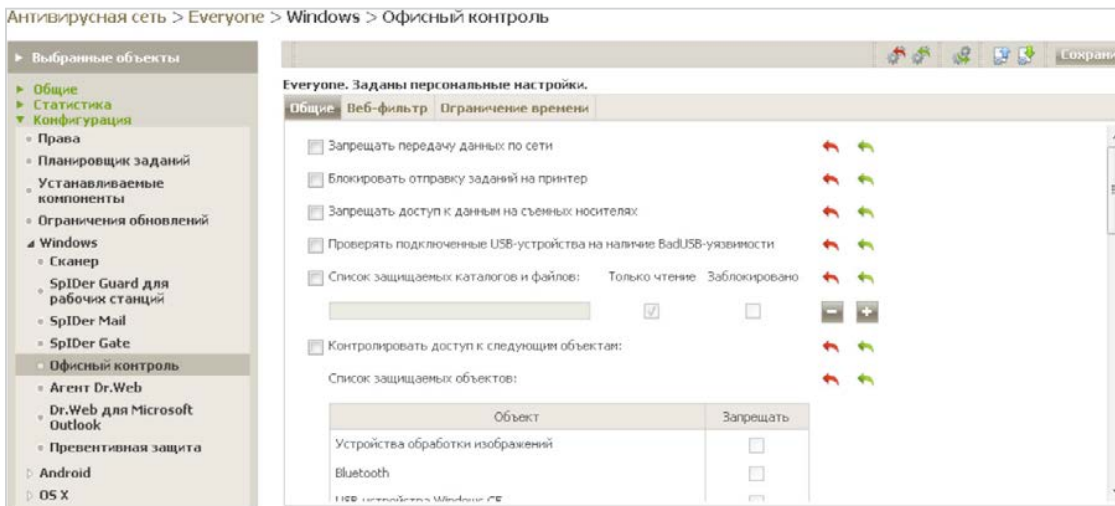 Антивирусная сеть > Everyone > Windows > Офисный контроль
Выбранные объекты
Общие
Статистика
Конфигурация
Права
Планировщик заданий
Устанавливаемые
компоненты
Ограничения обновлений
Windows
Сканер
SpIDer Guard для
рабочих станций
SpIDer Mail
SpIDer Gate
Офисный контроль
Агент Dr.Web
Dr.Web для Microsoft
Outlook
Превентивная защита
Android
OS X
Сохрани
Everyone. Заданы персональные настройки.
Общие Веб-фильтр Ограничение времени
Запрещать передачу данных по сети
Блокировать отправку заданий на принтер
Запрещать доступ к данным на съемных носителях
Проверять подключенные USB-устройства на наличие BadUSB-уязвимости
Список защищаемых каталогов и файлов: Только чтение Заблокировано
Контролировать доступ к следующим объектам:
Список защищаемых объектов:
Объект Запрещать
Устройства обработки изображений
Bluetooth
USB-устройства Windows CE